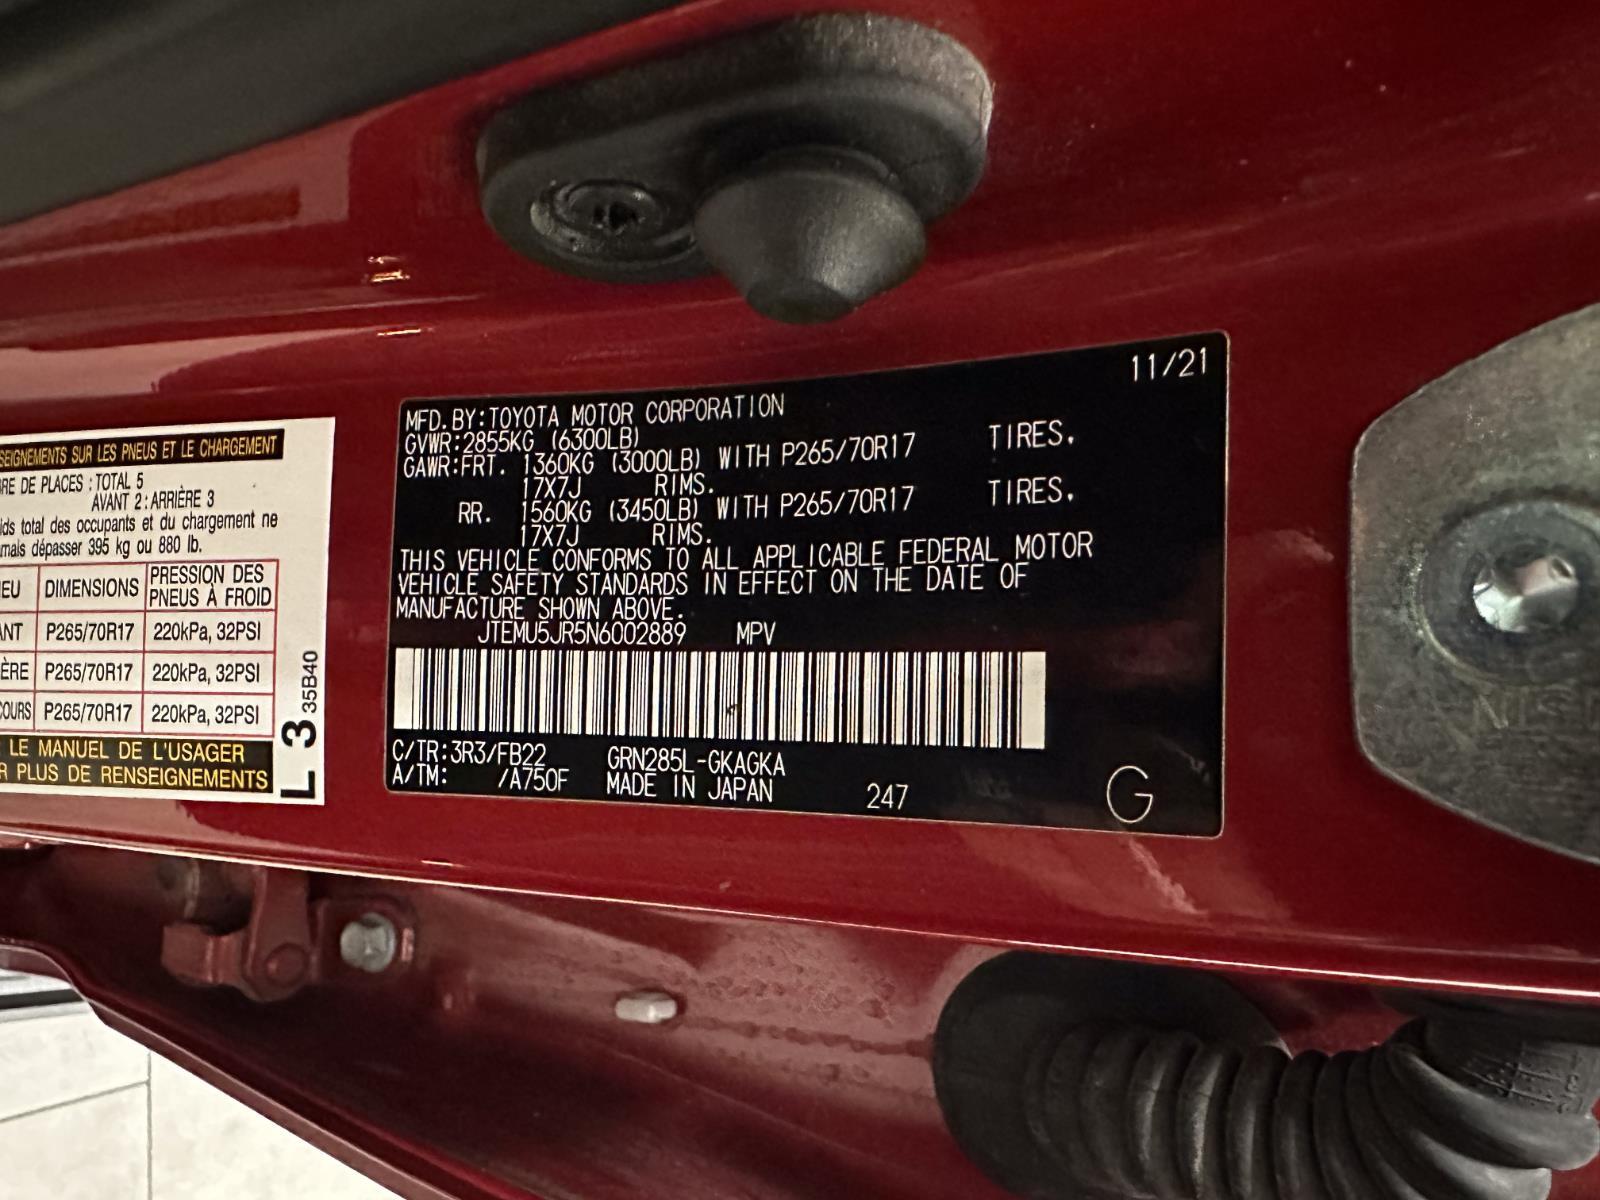 SEIGNEMENTS SUR LES PNEUS ET LE CHARGEMENT
RE DE PLACES : TOTAL 5
AVANT 2 : ARRIÈRE 3
ids total des occupants et du chargement ne
mais dépasser 395 kg ou 880 lb.
EU DIMENSIONS PRESSION DES PNEUS À FROID
ANT P265/70R17 220kPa, 32PSI
ÈRE P265/70R17 220kPa, 32PSI
COURS P265/70R17 220kPa, 32PSI
LE MANUEL DE L'USAGER
R PLUS DE RENSEIGNEMENTS
L 3 35B40
11/21
MFD.BY:TOYOTA MOTOR CORPORATION
GVWR:2855KG (6300LB)
GAWR:FRT. 1360KG (3000LB) WITH P265/70R17 TIRES.
17X7J RIMS.
RR. 1560KG (3450LB) WITH P265/70R17 TIRES.
17X7J RIMS.
THIS VEHICLE CONFORMS TO ALL APPLICABLE FEDERAL MOTOR
VEHICLE SAFETY STANDARDS IN EFFECT ON THE DATE OF
MANUFACTURE SHOWN ABOVE.
JTEMU5JR5N6002889 MPV
C/TR:3R3/FB22 GRN285L-GKAGKA
A/TM: /A750F MADE IN JAPAN 247 G